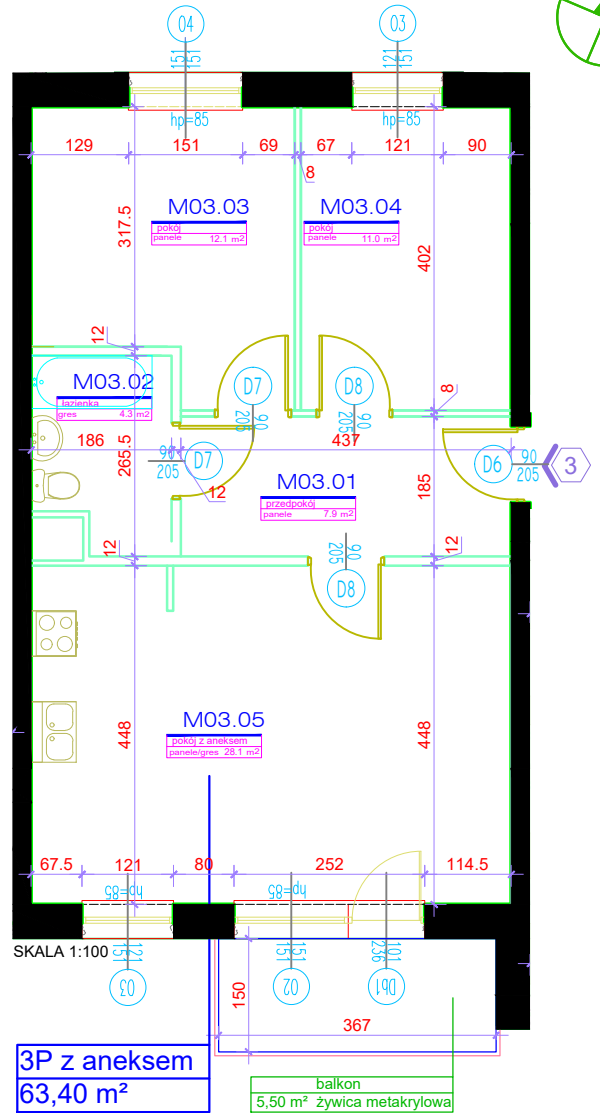 O4
O3
151
151
121
151
hp=85
hp=85
129
151
69
67
121
90
8
M03.03
pokój
panele 12.1 m2
M03.04
pokój
panele 11.0 m2
317.5
402
12
M03.02
łazienka
gres 4.3 m2
D7
90
205
D8
90
205
8
186
265.5
90
205
D7
437
12
D6
90
205
3
M03.01
przedpokój
panele 7.9 m2
185
12
12
90
205
D8
M03.05
pokój z aneksem
panele/gres 28.1 m2
448
448
67.5
121
80
252
114.5
hp=85
hp=85
SKALA 1:100
121
151
O3
151
O2
101
236
Db1
150
367
3P z aneksem
63,40 m²
balkon
5,50 m² żywica metakrylowa